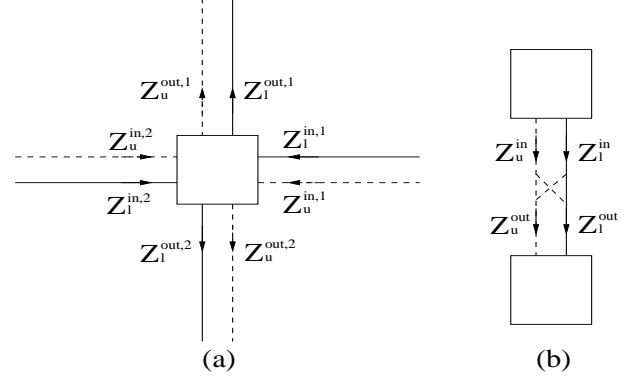 Z_u^{out,1} Z_l^{out,1}
Z_u^{in,2} Z_l^{in,1}
Z_l^{in,2} Z_u^{in,1}
Z_l^{out,2} Z_u^{out,2}
(a)
Z_u^{in} Z_l^{in}
Z_u^{out} Z_l^{out}
(b)